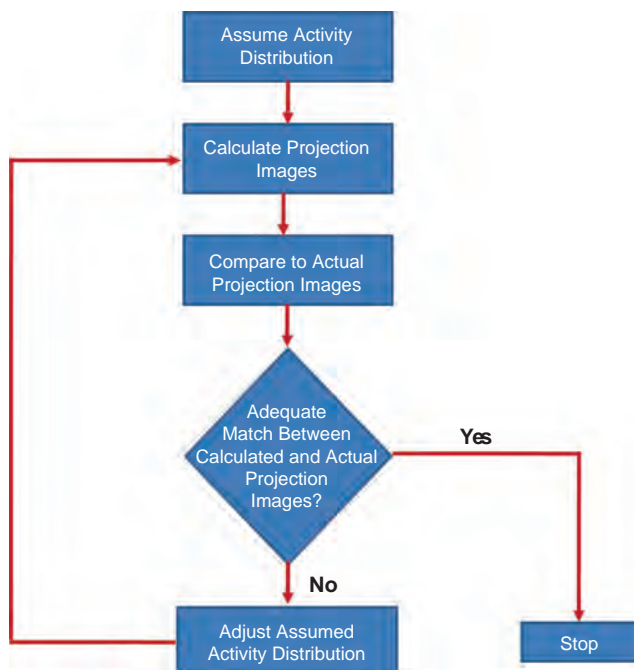 Assume Activity
Distribution
Calculate Projection
Images
Compare to Actual
Projection Images
Adequate
Match Between
Calculated and Actual
Projection
Images?
Yes
No
Adjust Assumed
Activity Distribution
Stop